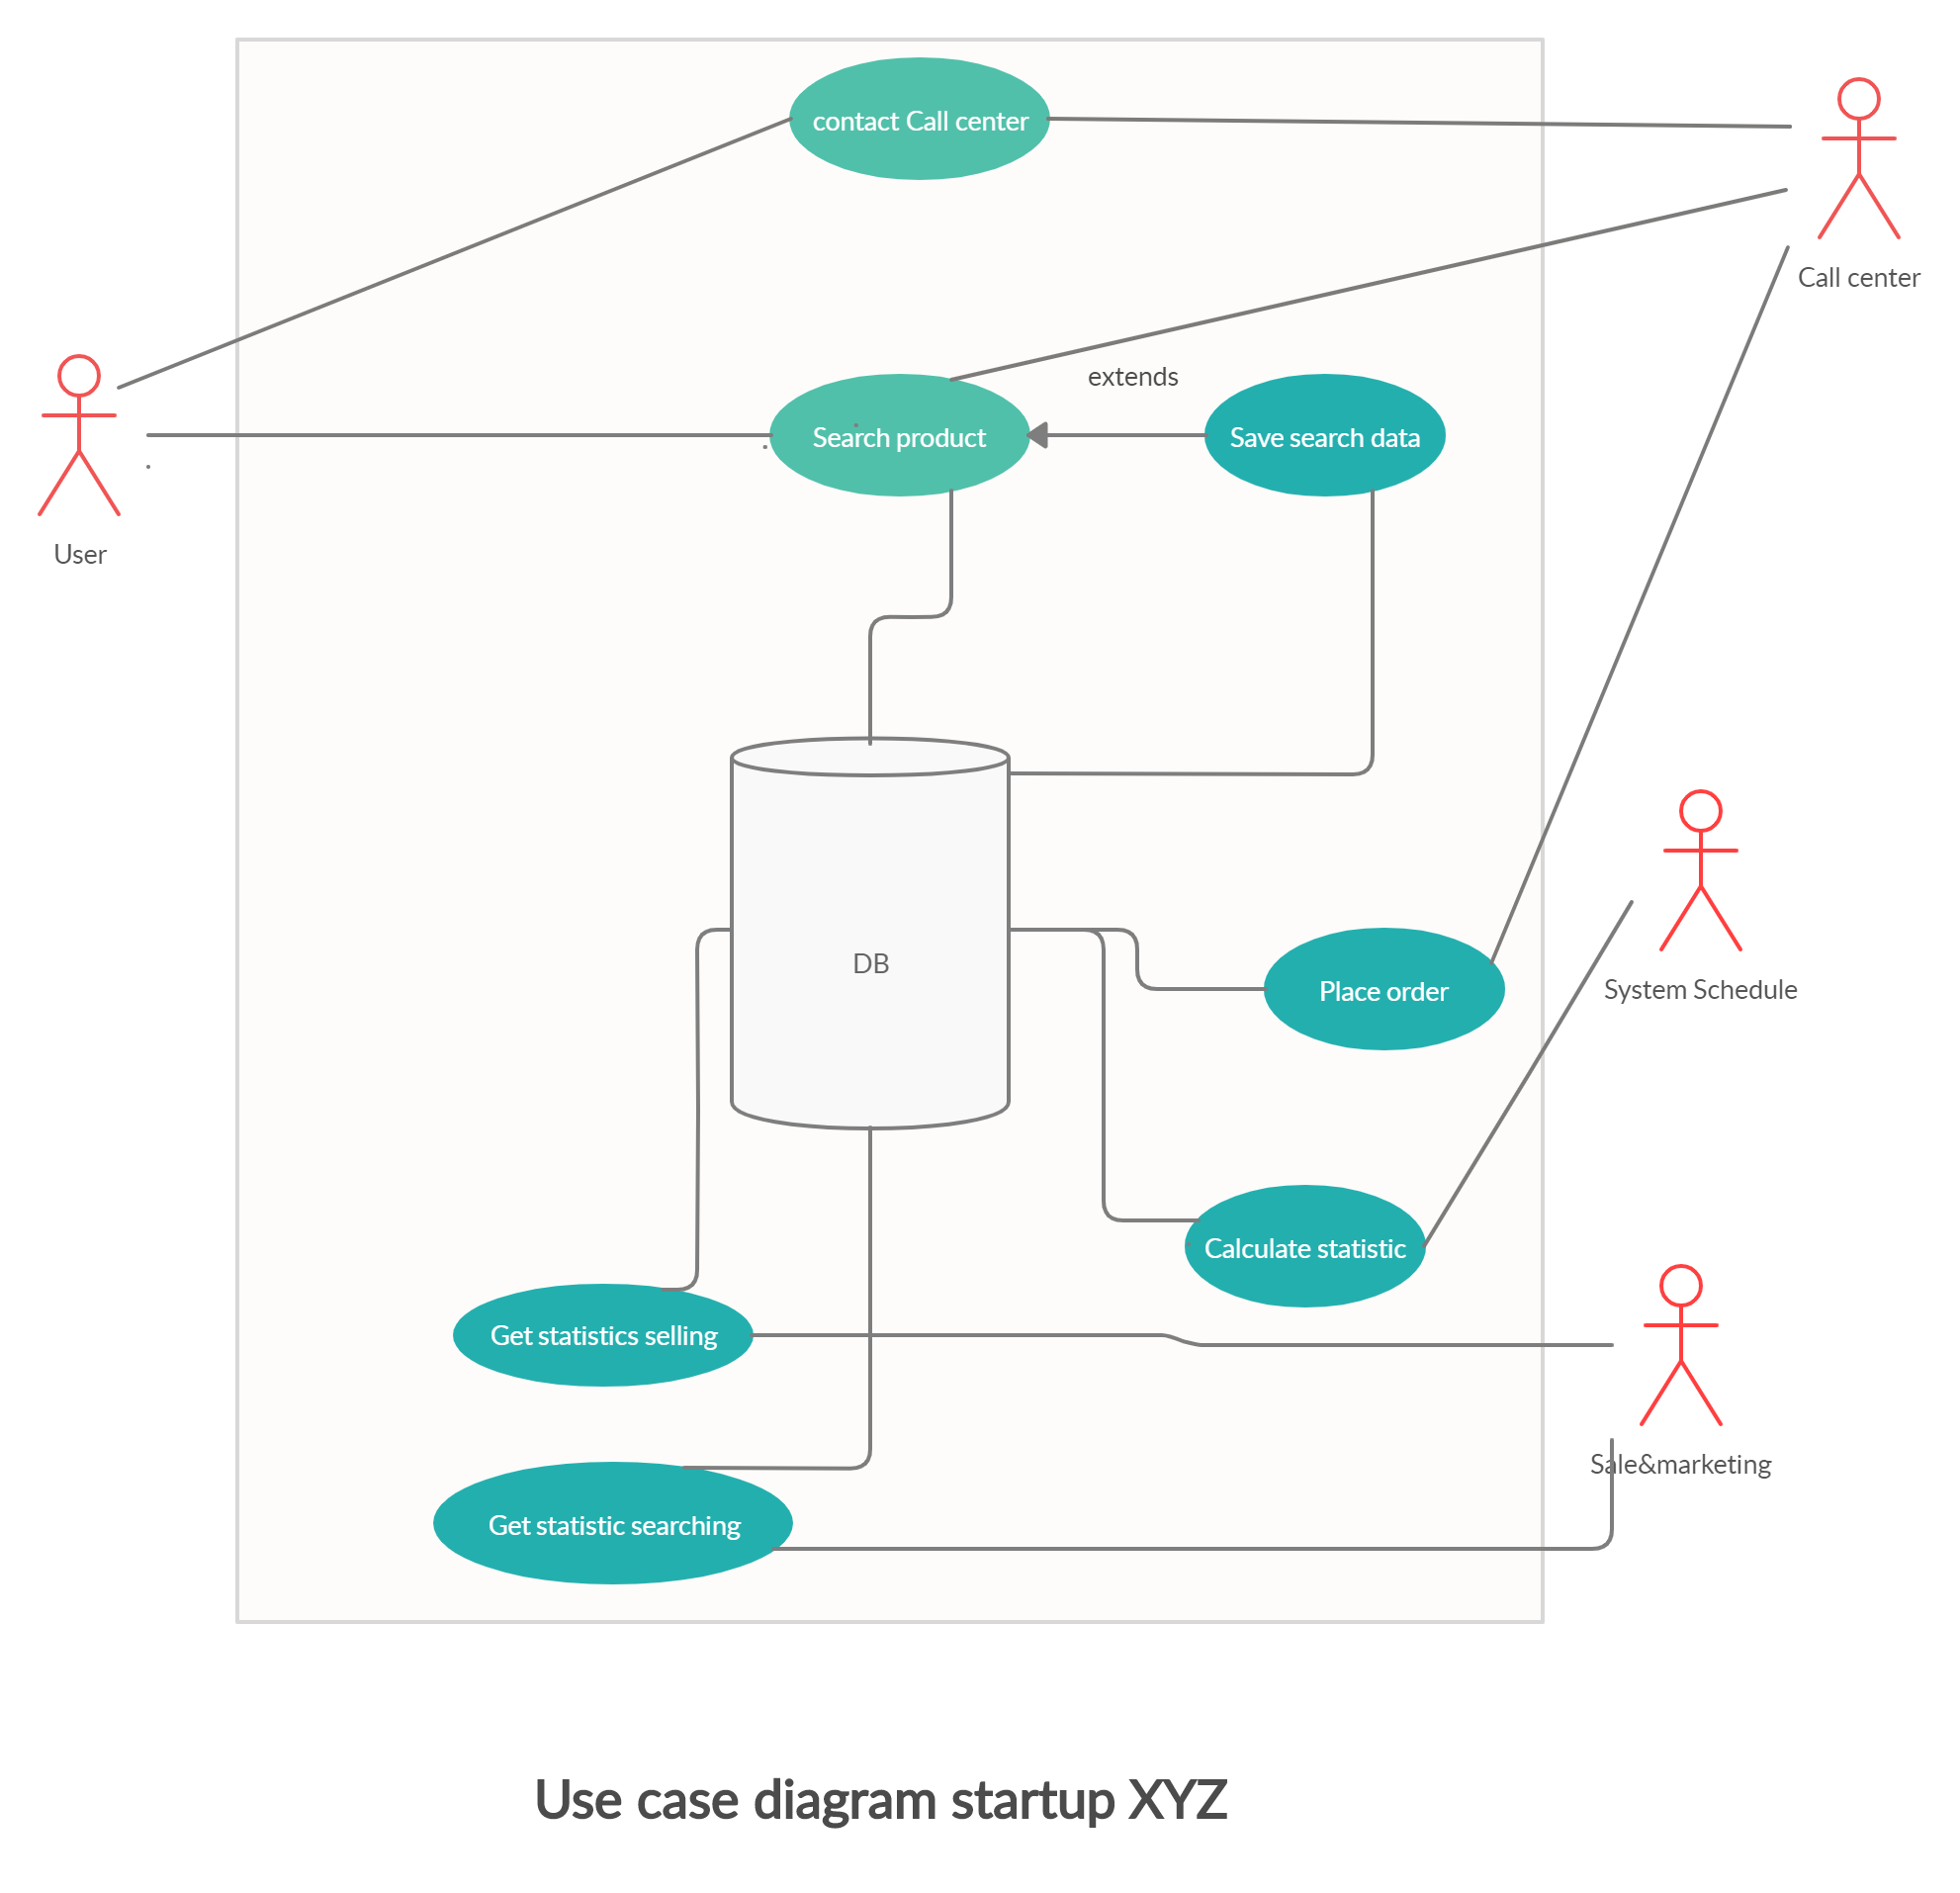 contact Call center
Call center
extends
Search product
Save search data
User
DB
Place order
System Schedule
Calculate statistic
Get statistics selling
Sale&marketing
Get statistic searching
Use case diagram startup XYZ